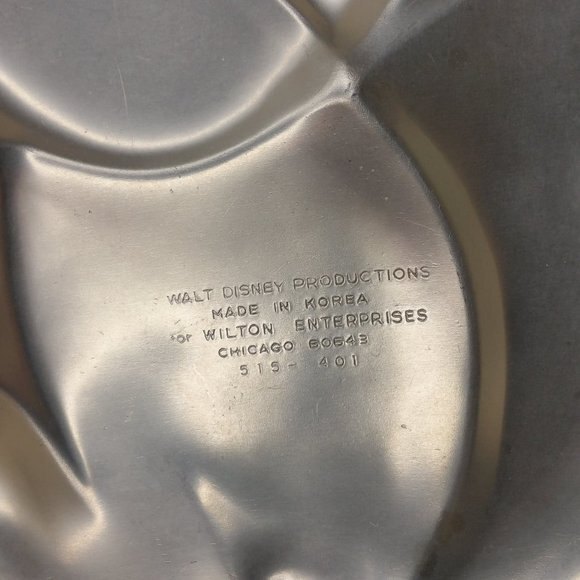 WALT DISNEY PRODUCTIONS
MADE IN KOREA
for WILTON ENTERPRISES
CHICAGO 60643
515-401